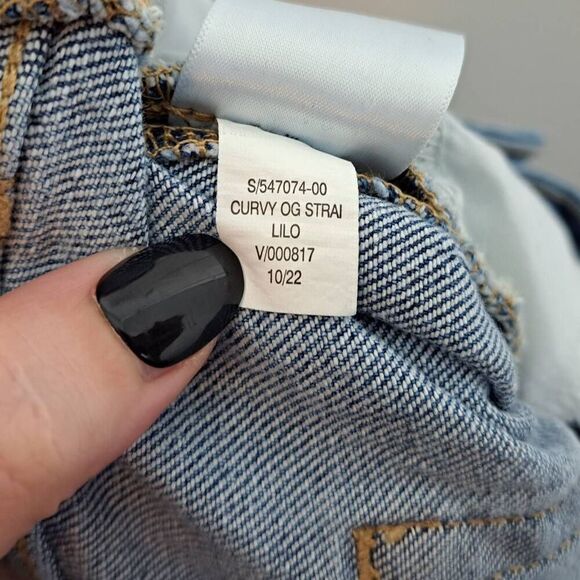 S/547074-00
CURVY OG STRAI
LILO
V/000817
10/22